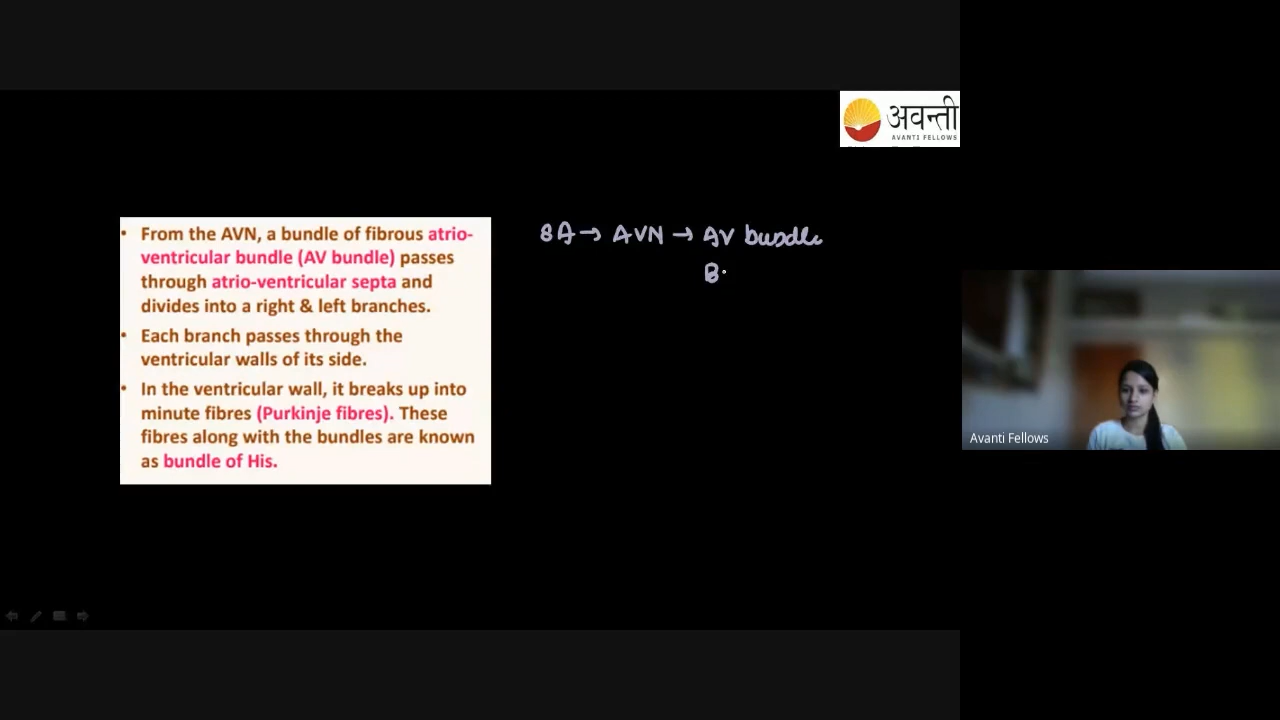 अवन्ती
AVANTI FELLOWS
• From the AVN, a bundle of fibrous atrio-
ventricular bundle (AV bundle) passes
through atrio-ventricular septa and
divides into a right & left branches.
• Each branch passes through the
ventricular walls of its side.
• In the ventricular wall, it breaks up into
minute fibres (Purkinje fibres). These
fibres along with the bundles are known
as bundle of His.
SA → AVN → AV bundle
B
Avanti Fellows